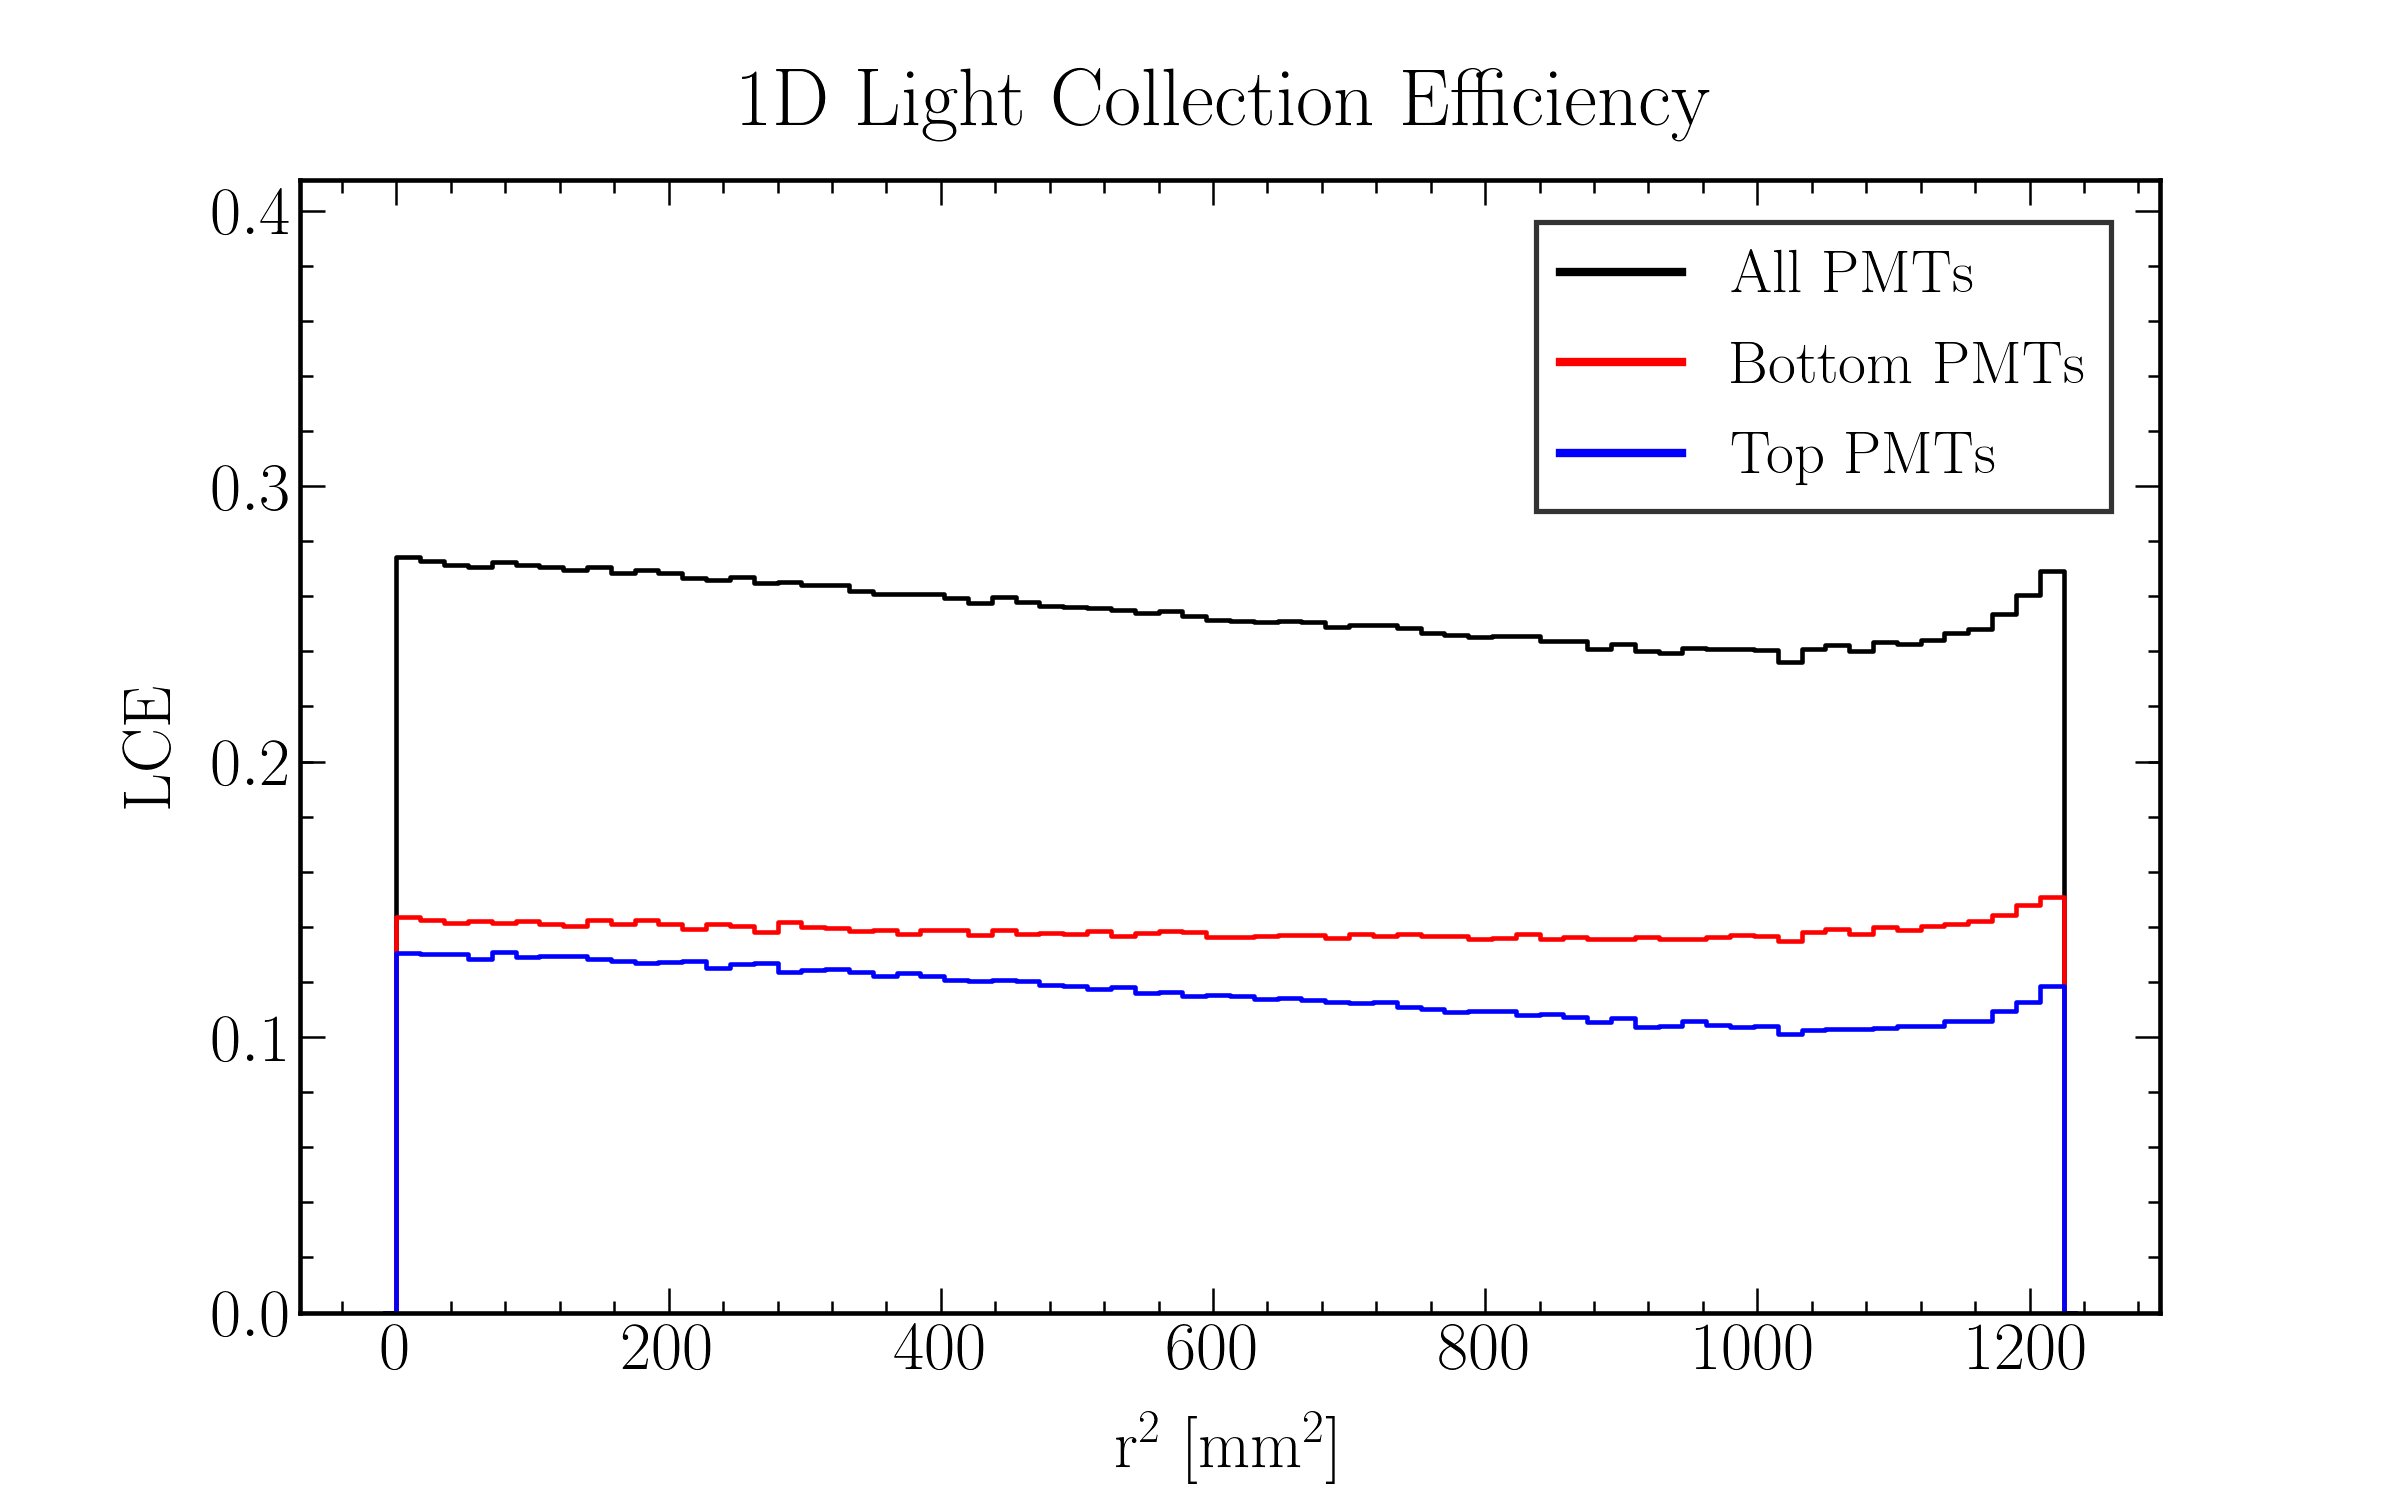 1D Light Collection Efficiency
0.4
0.3
0.2
0.1
0.0
LCE
All PMTs
Bottom PMTs
Top PMTs
0 200 400 600 800 1000 1200
r² [mm²]